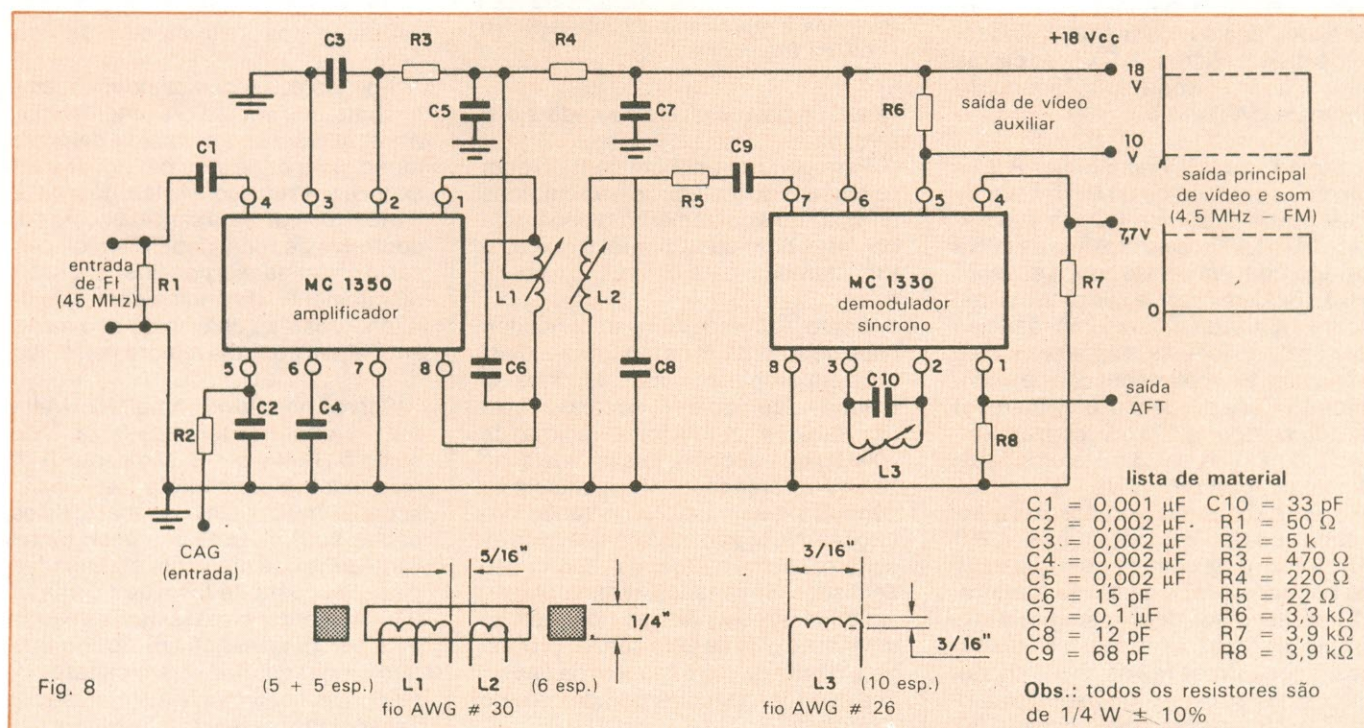 C3
R3
R4
+18 Vcc
C1
C5
C7
R6
saída de vídeo
auxiliar
18
V
10
V
C9
R5
saída principal
de vídeo e som
(4,5 MHz – FM)
4
3
2
1
7
6
5
4
7,7 V
entrada
de FI
(45 MHz)
R1
MC 1350
amplificador
L1
L2
MC 1330
demodulador
síncrono
R7
0
5
6
7
8
C6
C8
8
3
2
1
C10
saída
AFT
R2
C2
C4
L3
R8
CAG
(entrada)
5/16"
1/4"
3/16"
3/16"
(5 + 5 esp.)
L1
L2
(6 esp.)
fio AWG # 30
L3
(10 esp.)
fio AWG # 26
Fig. 8
lista de material
C1 = 0,001 µF C10 = 33 pF
C2 = 0,002 µF R1 = 50 Ω
C3 = 0,002 µF R2 = 5 k
C4 = 0,002 µF R3 = 470 Ω
C5 = 0,002 µF R4 = 220 Ω
C6 = 15 pF R5 = 22 Ω
C7 = 0,1 µF R6 = 3,3 kΩ
C8 = 12 pF R7 = 3,9 kΩ
C9 = 68 pF R8 = 3,9 kΩ
Obs.: todos os resistores são
de 1/4 W ± 10%